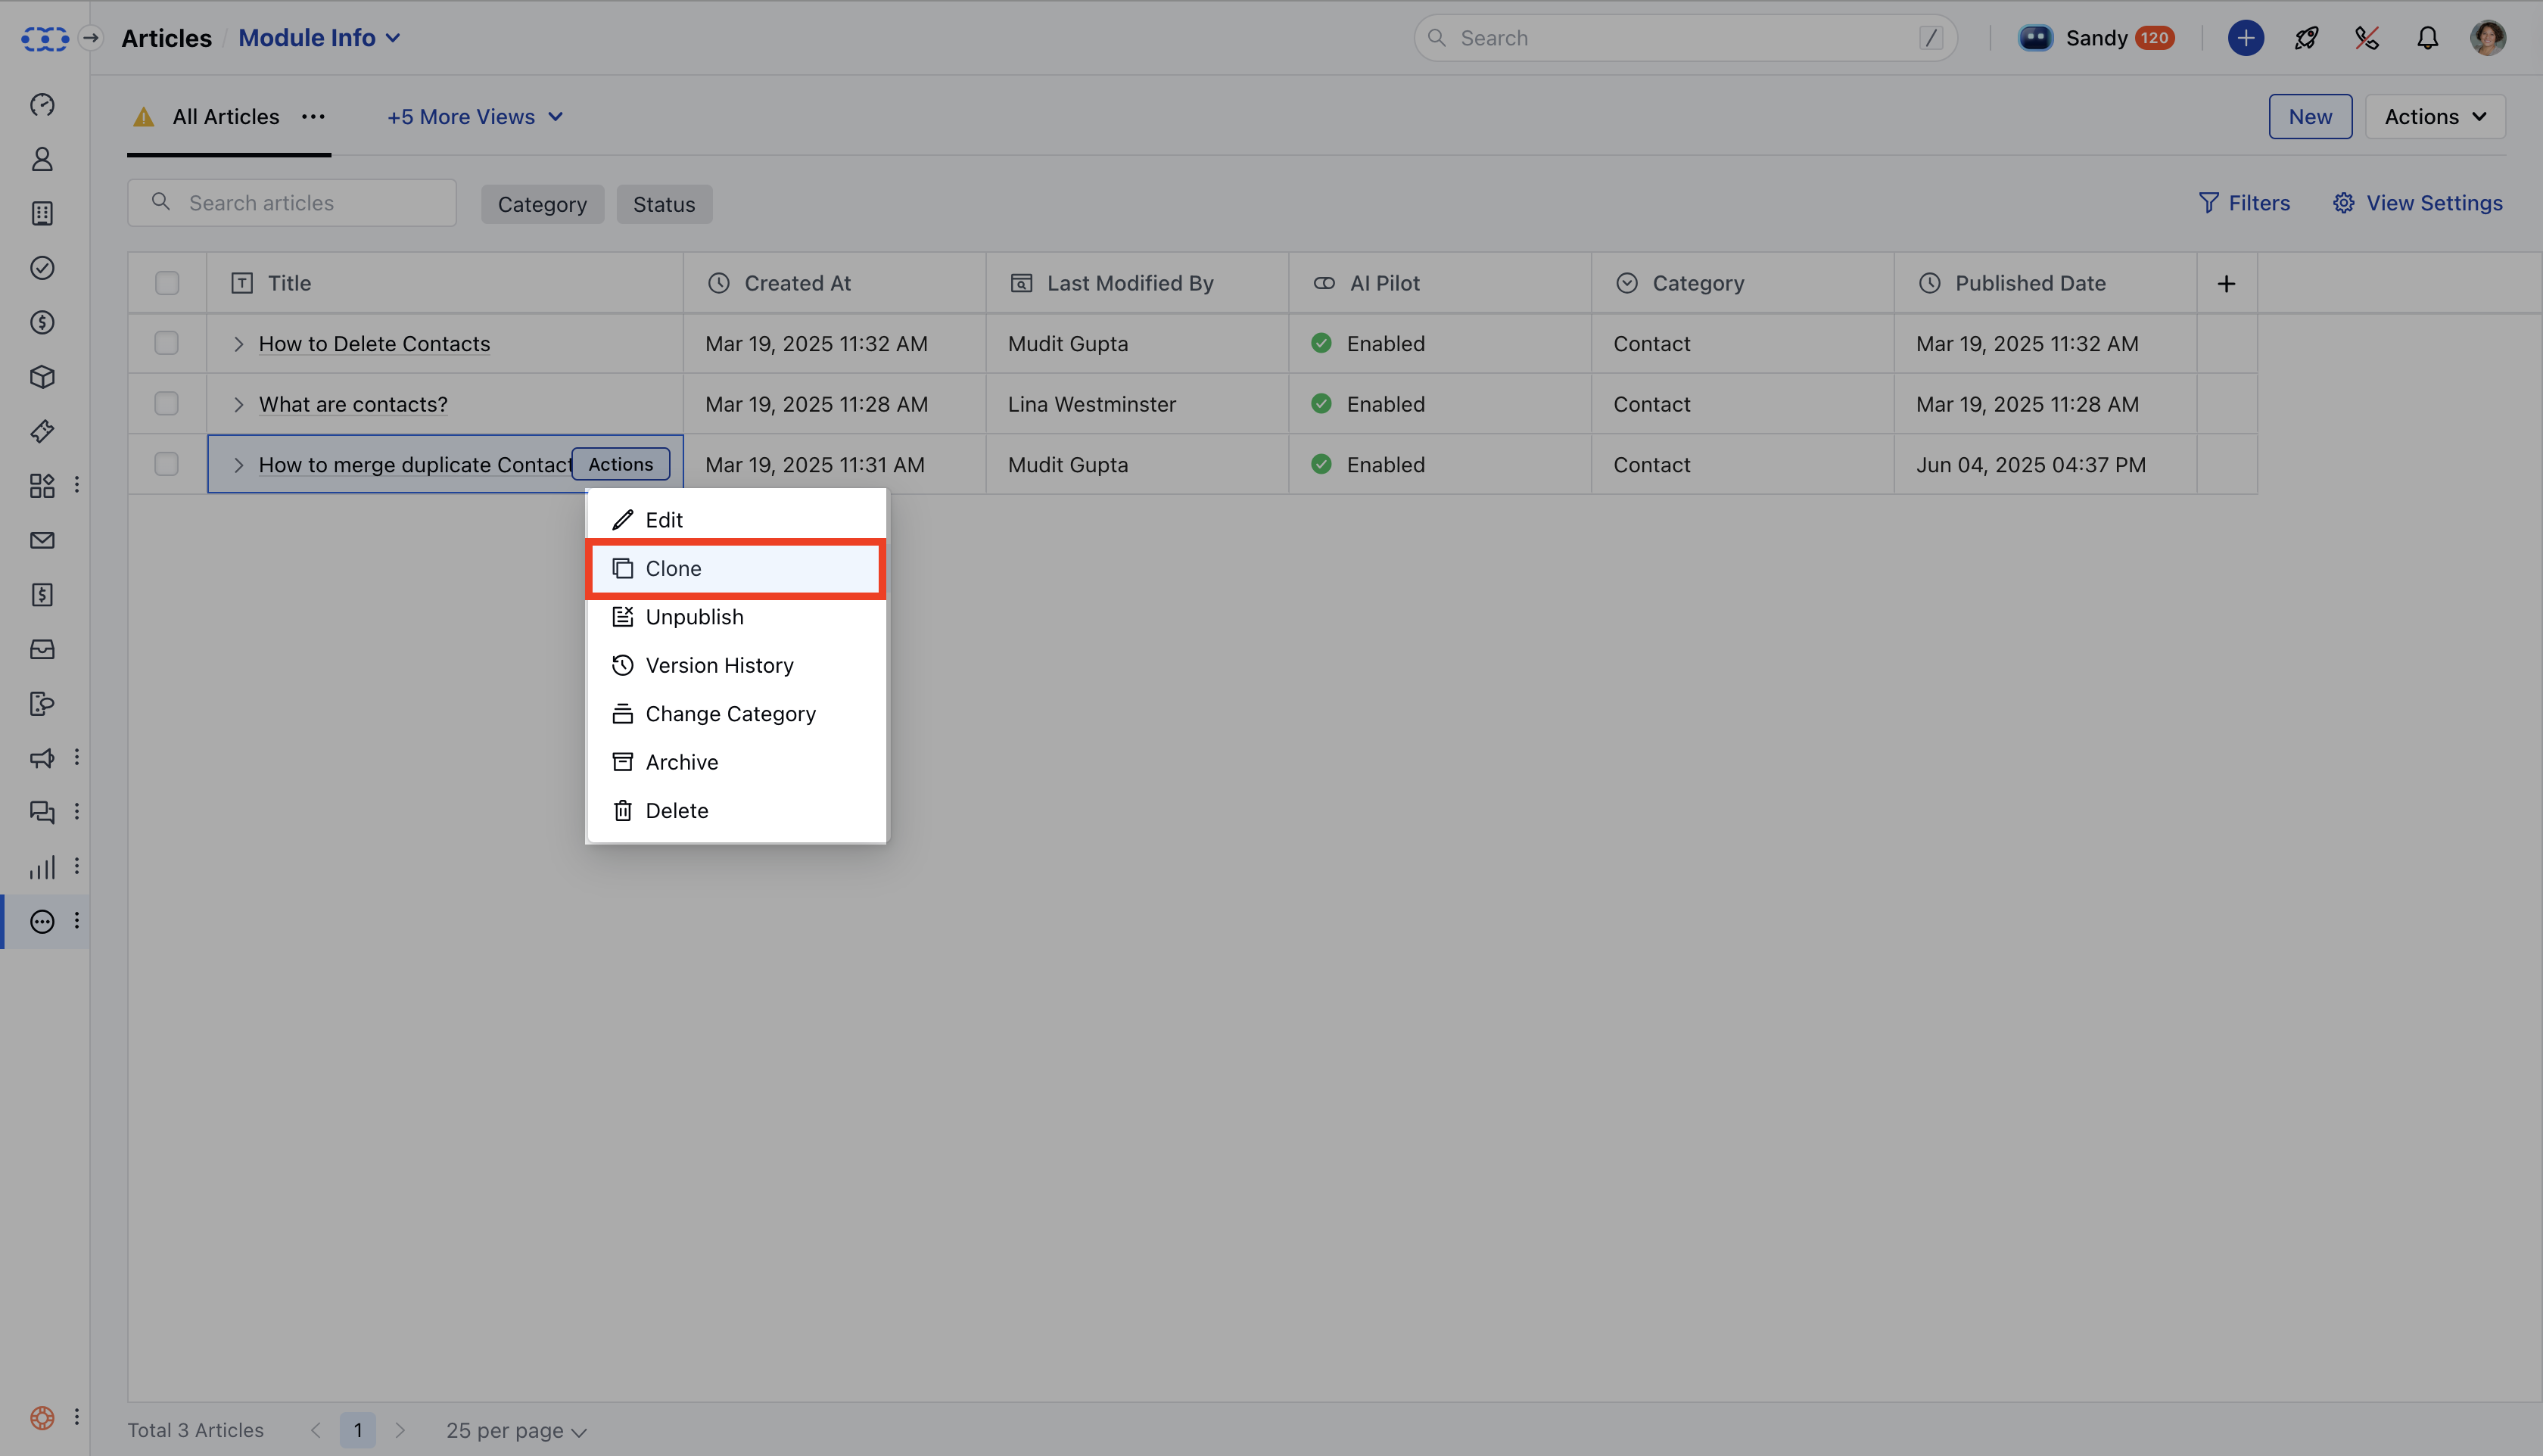 Articles / Module Info
Search /
Sandy 120
All Articles ...
+5 More Views
New
Actions
Search articles
Category
Status
Filters
View Settings
Title Created At Last Modified By AI Pilot Category Published Date +
How to Delete Contacts Mar 19, 2025 11:32 AM Mudit Gupta Enabled Contact Mar 19, 2025 11:32 AM
What are contacts? Mar 19, 2025 11:28 AM Lina Westminster Enabled Contact Mar 19, 2025 11:28 AM
How to merge duplicate Contact Actions Mar 19, 2025 11:31 AM Mudit Gupta Enabled Contact Jun 04, 2025 04:37 PM
Edit
Clone
Unpublish
Version History
Change Category
Archive
Delete
Total 3 Articles 1 25 per page